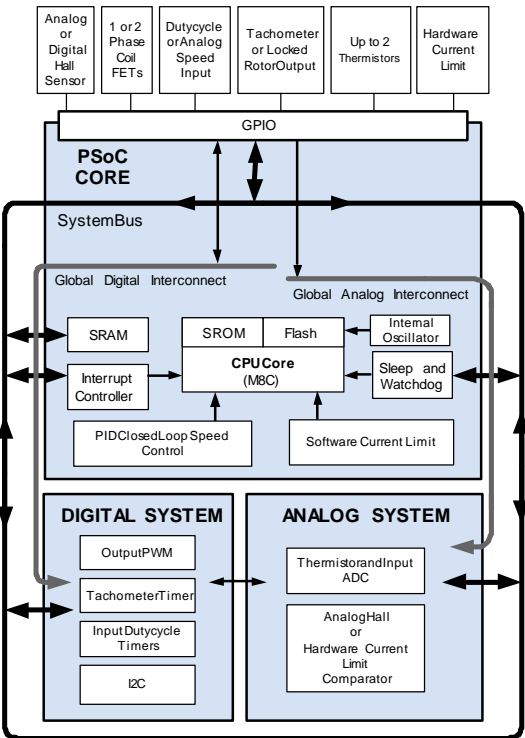 Analog
or
Digital
Hall
Sensor
1 or 2
Phase
Coil
FETs
Dutycycle
orAnalog
Speed
Input
Tachometer
or Locked
RotorOutput
Up to 2
Thermistors
Hardware
Current
Limit
GPIO
PSoC
CORE
SystemBus
Global Digital Interconnect
Global Analog Interconnect
SRAM
SROM
Flash
Internal
Oscillator
CPUCore
(M8C)
Interrupt
Controller
Sleep and
Watchdog
PIDClosedLoop Speed
Control
Software Current Limit
DIGITAL SYSTEM
OutputPWM
TachometerTimer
InputDutycycle
Timers
I2C
ANALOG SYSTEM
ThermistorandInput
ADC
AnalogHall
or
Hardware Current
Limit
Comparator